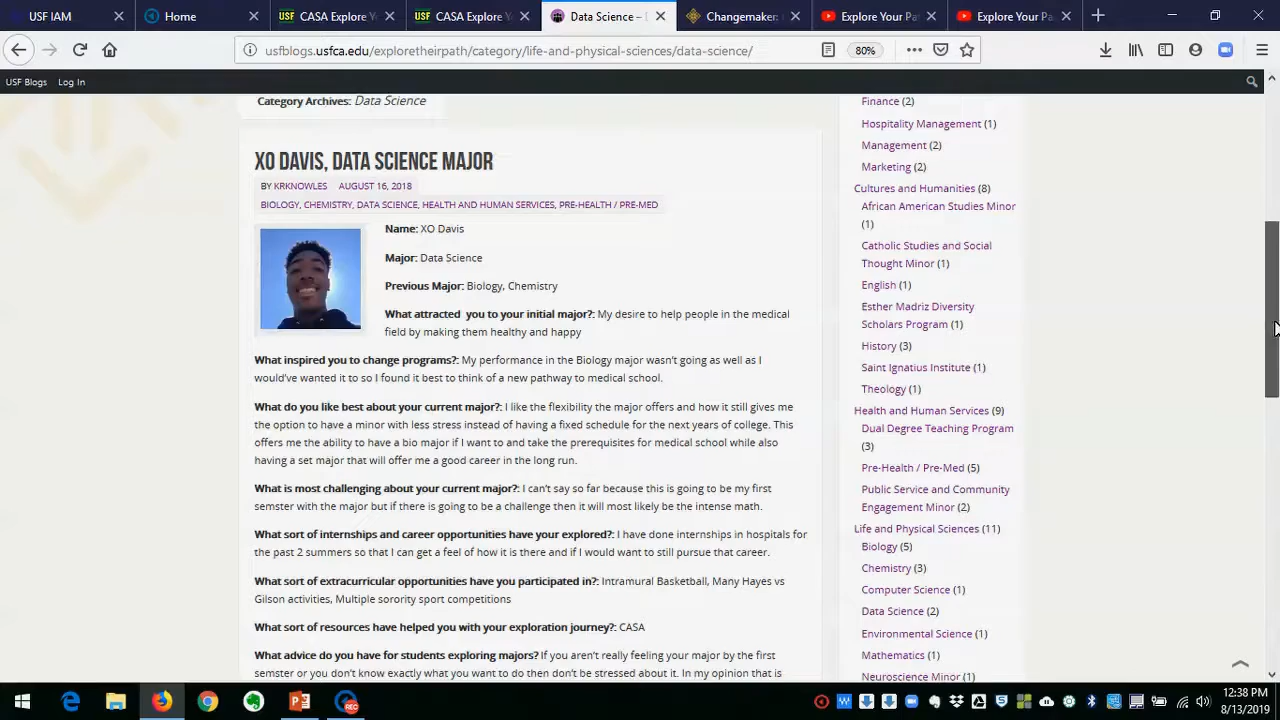 USF IAM
Home
USF CASA Explore Y
USF CASA Explore Y
Data Science –
Changemaker:
Explore Your Pa
Explore Your Pa
usfblogs.usfca.edu/exploretheirpath/category/life-and-physical-sciences/data-science/
80%
USF Blogs Log In
Category Archives: Data Science
XO DAVIS, DATA SCIENCE MAJOR
BY KRKNOWLES AUGUST 16, 2018
BIOLOGY, CHEMISTRY, DATA SCIENCE, HEALTH AND HUMAN SERVICES, PRE-HEALTH / PRE-MED
Name: XO Davis
Major: Data Science
Previous Major: Biology, Chemistry
What attracted you to your initial major?: My desire to help people in the medical
field by making them healthy and happy
What inspired you to change programs?: My performance in the Biology major wasn't going as well as I
would've wanted it to so I found it best to think of a new pathway to medical school.
What do you like best about your current major?: I like the flexibility the major offers and how it still gives me
the option to have a minor with less stress instead of having a fixed schedule for the next years of college. This
offers me the ability to have a bio major if I want to and take the prerequisites for medical school while also
having a set major that will offer me a good career in the long run.
What is most challenging about your current major?: I can't say so far because this is going to be my first
semster with the major but if there is going to be a challenge then it will most likely be the intense math.
What sort of internships and career opportunities have your explored?: I have done internships in hospitals for
the past 2 summers so that I can get a feel of how it is there and if I would want to still pursue that career.
What sort of extracurricular opportunities have you participated in?: Intramural Basketball, Many Hayes vs
Gilson activities, Multiple sorority sport competitions
What sort of resources have helped you with your exploration journey?: CASA
What advice do you have for students exploring majors? If you aren't really feeling your major by the first
semster or you don't know exactly what you want to do then don't be stressed about it. In my opinion that is
Finance (2)
Hospitality Management (1)
Management (2)
Marketing (2)
Cultures and Humanities (8)
African American Studies Minor
(1)
Catholic Studies and Social
Thought Minor (1)
English (1)
Esther Madriz Diversity
Scholars Program (1)
History (3)
Saint Ignatius Institute (1)
Theology (1)
Health and Human Services (9)
Dual Degree Teaching Program
(3)
Pre-Health / Pre-Med (5)
Public Service and Community
Engagement Minor (2)
Life and Physical Sciences (11)
Biology (5)
Chemistry (3)
Computer Science (1)
Data Science (2)
Environmental Science (1)
Mathematics (1)
Neuroscience Minor (1)
12:38 PM
8/13/2019